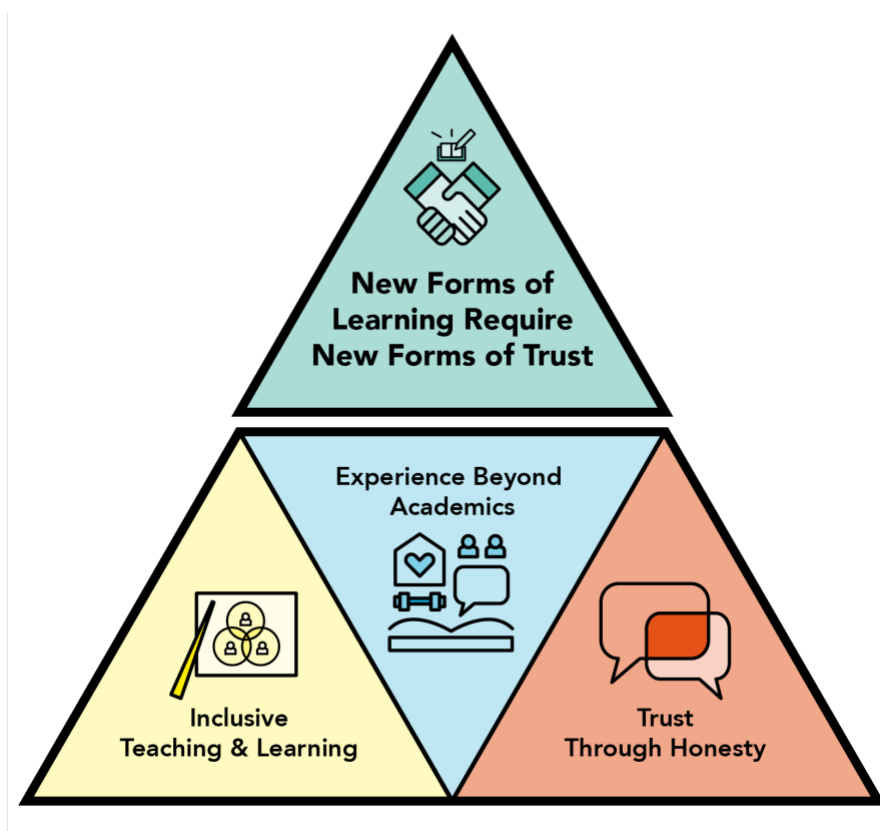 New Forms of
Learning Require
New Forms of Trust
Experience Beyond
Academics
Inclusive
Teaching & Learning
Trust
Through Honesty